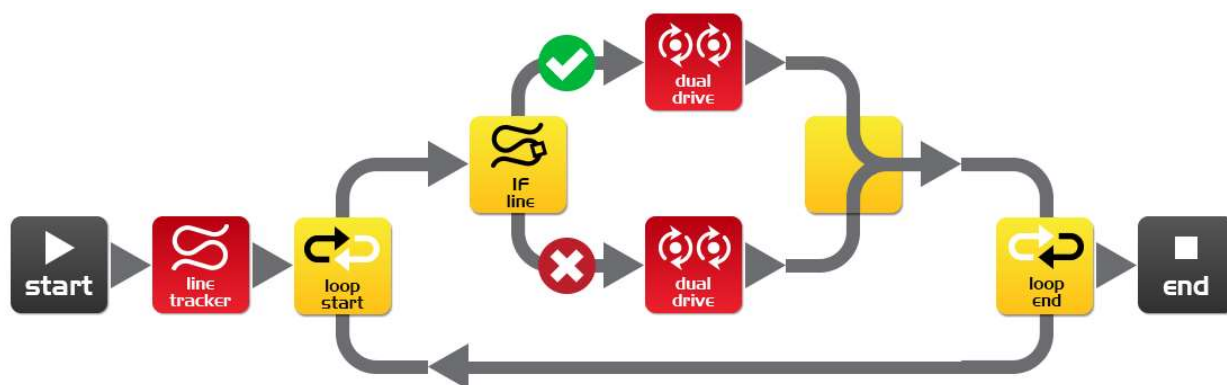 start
line
tracker
loop
start
IF
line
dual
drive
dual
drive
loop
end
end